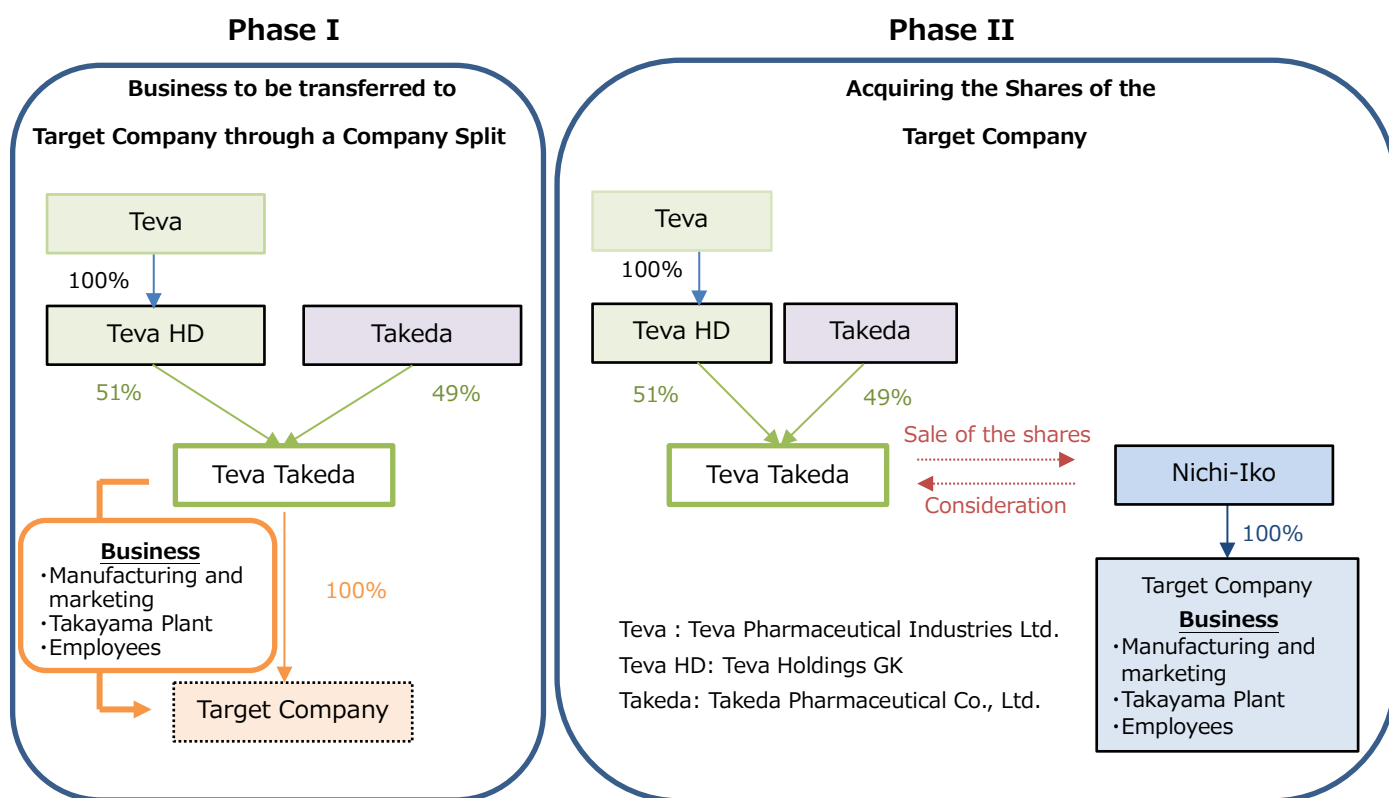 Phase I
Business to be transferred to
Target Company through a Company Split
Teva
100%
Teva HD
Takeda
51%
49%
Teva Takeda
Business
・Manufacturing and
marketing
・Takayama Plant
・Employees
100%
Target Company
Phase II
Acquiring the Shares of the
Target Company
Teva
100%
Teva HD
Takeda
51%
49%
Teva Takeda
Sale of the shares
Consideration
Nichi-Iko
100%
Target Company
Business
・Manufacturing and
marketing
・Takayama Plant
・Employees
Teva : Teva Pharmaceutical Industries Ltd.
Teva HD: Teva Holdings GK
Takeda: Takeda Pharmaceutical Co., Ltd.